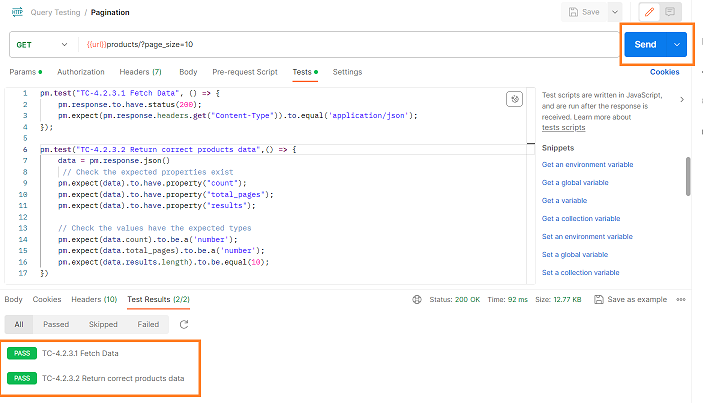 HTTP Query Testing / Pagination Save
GET {{url}}products/?page_size=10 Send
Params Authorization Headers (7) Body Pre-request Script Tests Settings Cookies
1 pm.test("TC-4.2.3.1 Fetch Data", () => {
2 pm.response.to.have.status(200);
3 pm.expect(pm.response.headers.get("Content-Type")).to.equal('application/json');
4 });
5
6 pm.test("TC-4.2.3.2 Return correct products data",() => {
7 data = pm.response.json()
8 // Check the expected properties exist
9 pm.expect(data).to.have.property("count");
10 pm.expect(data).to.have.property("total_pages");
11 pm.expect(data).to.have.property("results");
12
13 // Check the values have the expected types
14 pm.expect(data.count).to.be.a('number');
15 pm.expect(data.total_pages).to.be.a('number');
16 pm.expect(data.results.length).to.be.equal(10);
17 })
Test scripts are written in JavaScript,
and are run after the response is
received. Learn more about
tests scripts
Snippets
Get an environment variable
Get a global variable
Get a variable
Get a collection variable
Set an environment variable
Set a global variable
Set a collection variable
Body Cookies Headers (10) Test Results (2/2) Status: 200 OK Time: 92 ms Size: 12.77 KB Save as example
All Passed Skipped Failed
PASS TC-4.2.3.1 Fetch Data
PASS TC-4.2.3.2 Return correct products data